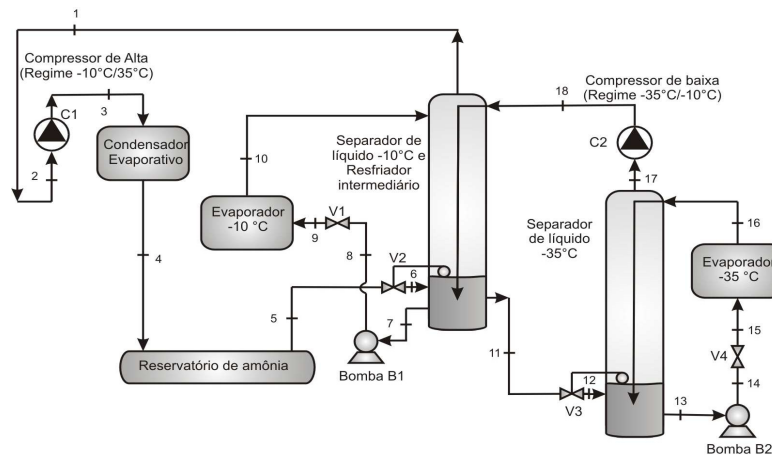 1
Compressor de Alta
(Regime -10°C/35°C)
3
C1
2
Condensador
Evaporativo
4
Reservatório de amônia
5
10
Evaporador
-10 °C
V1
9
8
V2
6
7
Bomba B1
Separador de
líquido -10°C e
Resfriador
intermediário
11
18
Compressor de baixa
(Regime -35°C/-10°C)
C2
17
Separador
de líquido
-35°C
16
Evaporador
-35 °C
15
V4
14
13
12
V3
Bomba B2